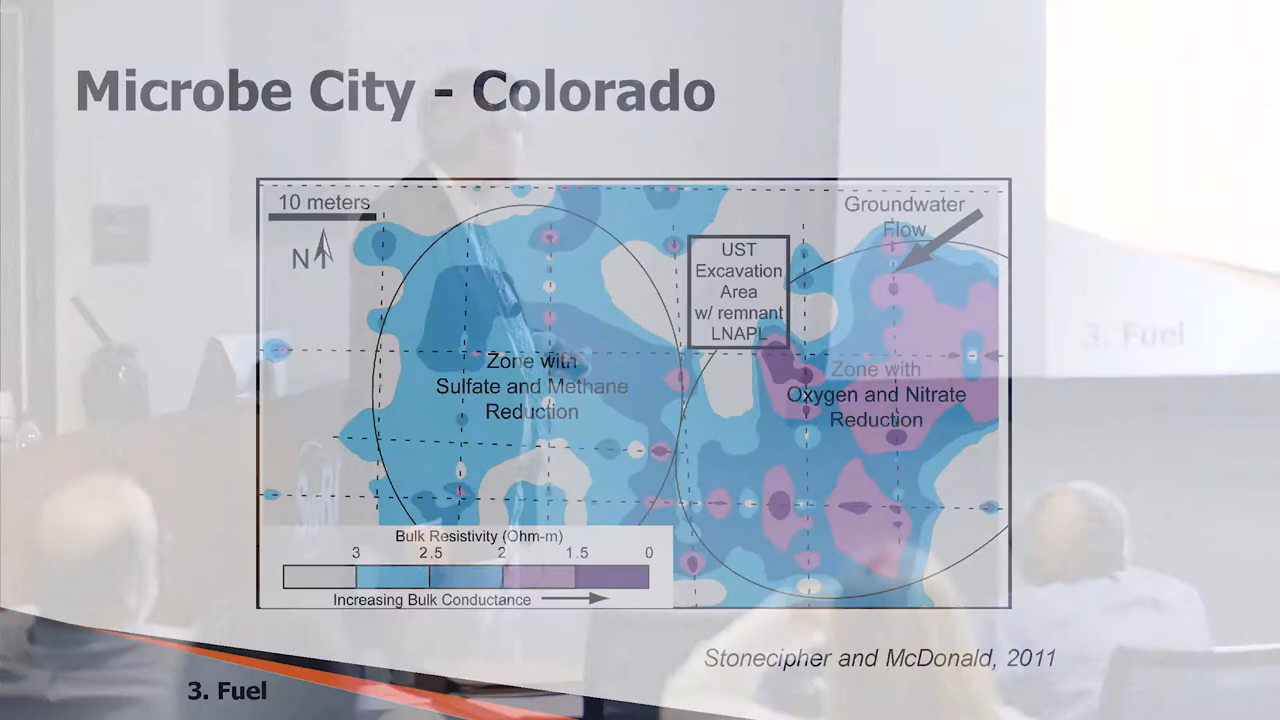 Microbe City - Colorado
10 meters
N
Groundwater
Flow
UST
Excavation
Area
w/ remnant
LNAPL
3. Fuel
Zone with
Sulfate and Methane
Reduction
Zone with
Oxygen and Nitrate
Reduction
Bulk Resistivity (Ohm-m)
3 2.5 2 1.5 0
Increasing Bulk Conductance
Stonecipher and McDonald, 2011
3. Fuel